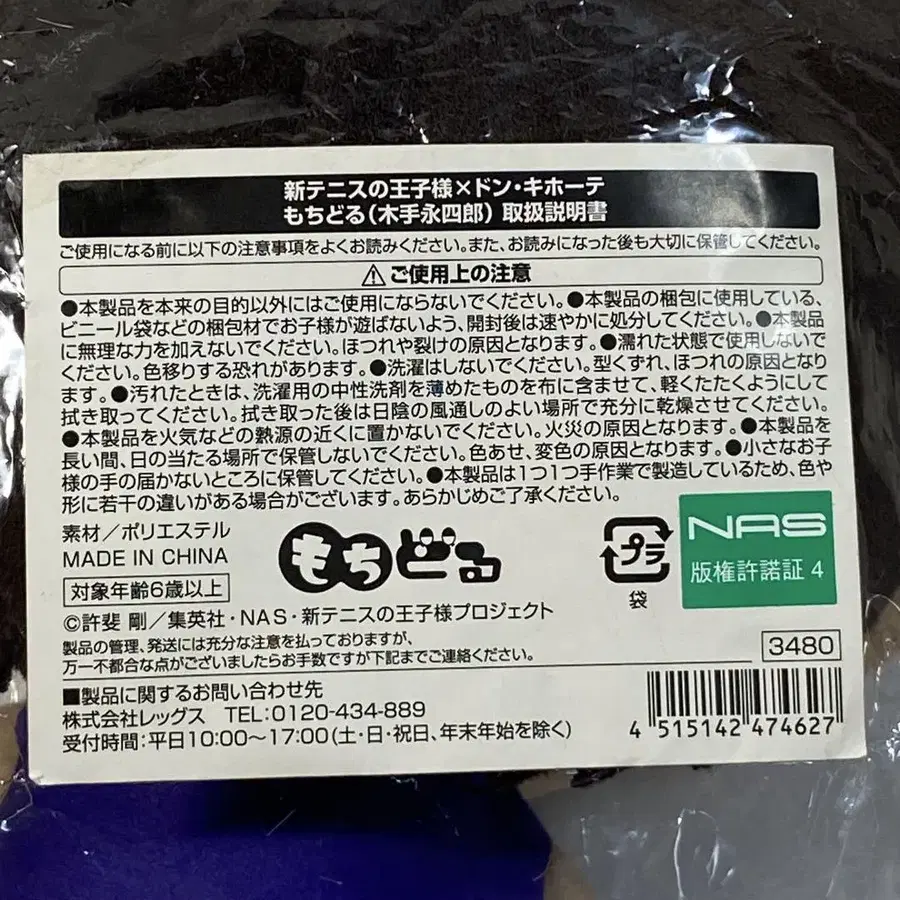 新テニスの王子様×ドン・キホーテ
もちどる(木手永四郎)取扱説明書
ご使用になる前に以下の注意事項をよくお読みください。また、お読みになった後も大切に保管してください。
⚠ご使用上の注意
●本製品を本来の目的以外にはご使用にならないでください。●本製品の梱包に使用している、
ビニール袋などの梱包材でお子様が遊ばないよう、開封後は速やかに処分してください。●本製品
に無理な力を加えないでください。ほつれや裂けの原因となります。●濡れた状態で使用しないで
ください。色移りする恐れがあります。●洗濯はしないでください。型くずれ、ほつれの原因となり
ます。●汚れたときは、洗濯用の中性洗剤を薄めたものを布に含ませて、軽くたたくようにして
拭き取ってください。拭き取った後は日陰の風通しのよい場所で充分に乾燥させてください。
●本製品を火気などの熱源の近くに置かないでください。火災の原因となります。●本製品を
長い間、日の当たる場所で保管しないでください。色あせ、変色の原因となります。●小さなお子
様の手の届かないところに保管してください。●本製品は1つ1つ手作業で製造しているため、色や
形に若干の違いがある場合がございます。あらかじめご了承ください。
素材/ポリエステル
MADE IN CHINA
対象年齢6歳以上
もちどる
プラ
袋
NAS
版権許諾証4
©許斐 剛/集英社・NAS・新テニスの王子様プロジェクト
製品の管理、発送には充分な注意を払っておりますが、
万一不都合な点がございましたらお手数ですが下記までご連絡ください。
3480
■製品に関するお問い合わせ先
株式会社レッグス TEL:0120-434-889
受付時間:平日10:00〜17:00(土・日・祝日、年末年始を除く)
4 515142 474627